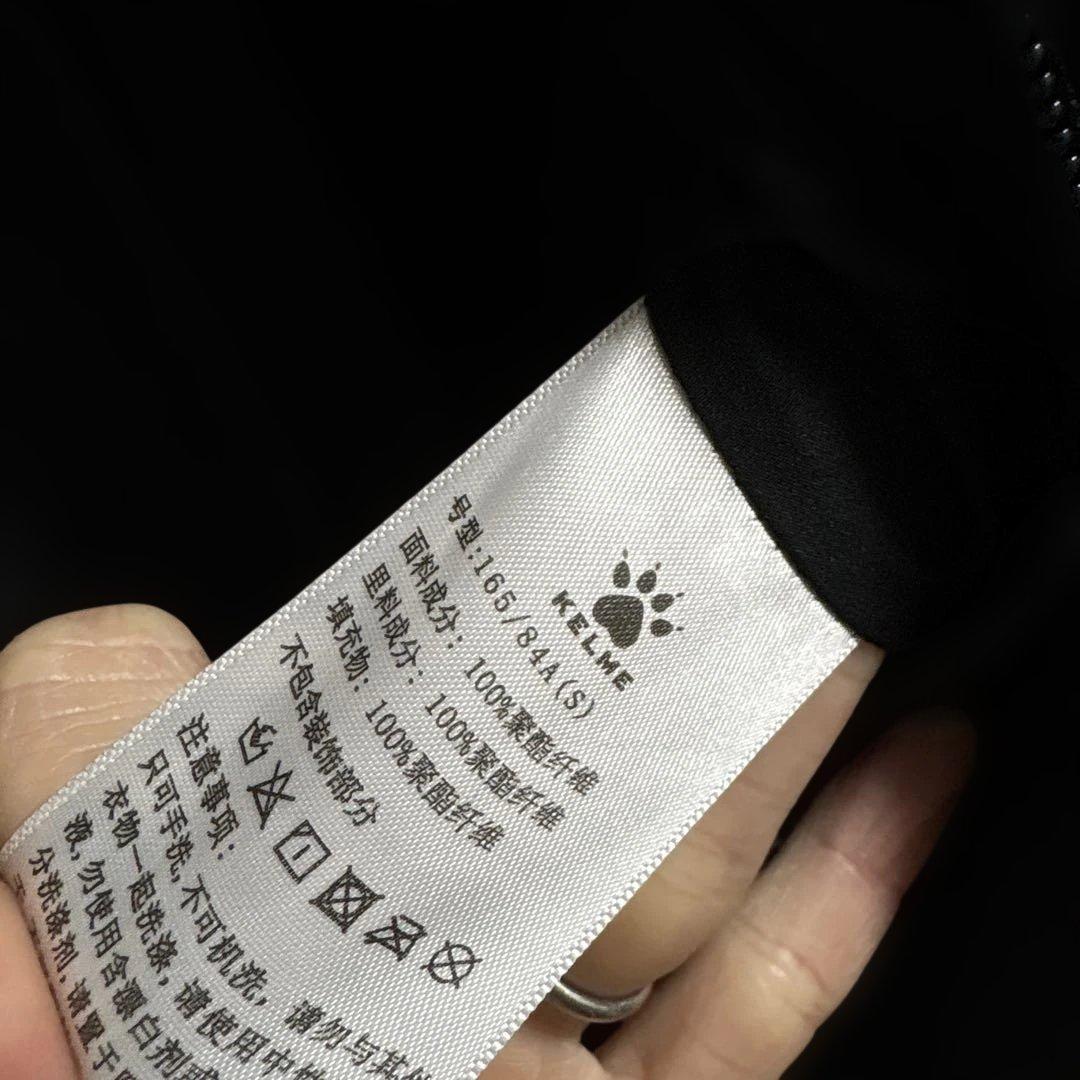 KELME
号型:165/84A(S)
面料成分: 100%聚酯纤维
里料成分: 100%聚酯纤维
填充物: 100%聚酯纤维
不包含装饰部分
注意事项:
只可手洗,不可机洗, 请勿与其他
衣物一起洗涤, 请使用中性
液,勿使用含漂白剂或
分洗涤剂,请